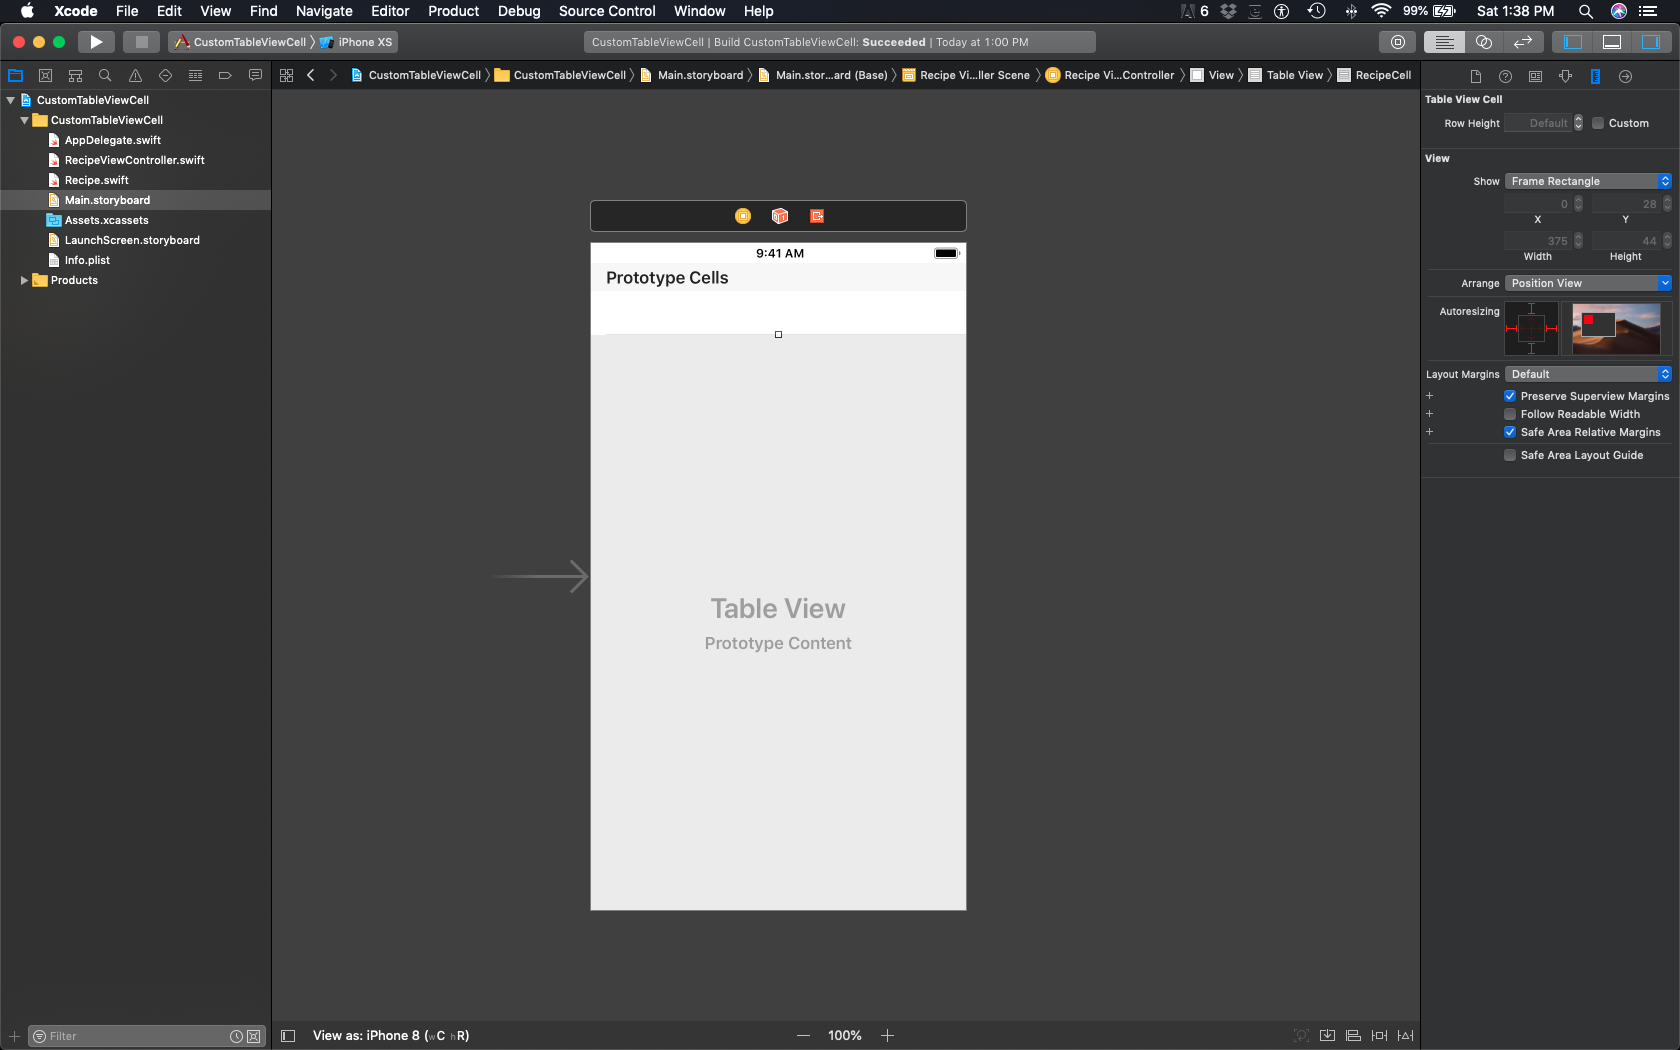 Xcode File Edit View Find Navigate Editor Product Debug Source Control Window Help 6 99% Sat 1:38 PM
CustomTableViewCell iPhone XS CustomTableViewCell | Build CustomTableViewCell: Succeeded | Today at 1:00 PM
CustomTableViewCell CustomTableViewCell Main.storyboard Main.stor...ard (Base) Recipe Vi...ller Scene Recipe Vi...Controller View Table View RecipeCell
CustomTableViewCell
CustomTableViewCell
AppDelegate.swift
RecipeViewController.swift
Recipe.swift
Main.storyboard
Assets.xcassets
LaunchScreen.storyboard
Info.plist
Products
Filter
9:41 AM
Prototype Cells
Table View
Prototype Content
View as: iPhone 8 (wC hR) 100%
Table View Cell
Row Height Default Custom
View
Show Frame Rectangle
0 28
X Y
375 44
Width Height
Arrange Position View
Autoresizing
Layout Margins Default
Preserve Superview Margins
Follow Readable Width
Safe Area Relative Margins
Safe Area Layout Guide